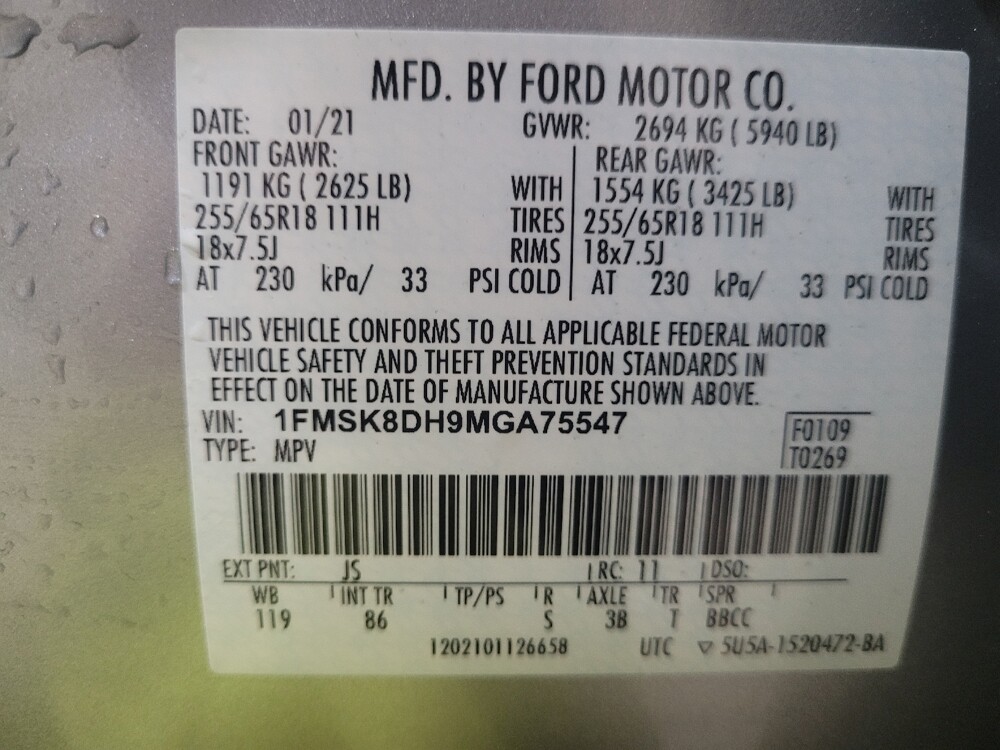 MFD. BY FORD MOTOR CO.
DATE: 01/21 GVWR: 2694 KG ( 5940 LB)
FRONT GAWR: REAR GAWR:
1191 KG ( 2625 LB) WITH 1554 KG ( 3425 LB) WITH
255/65R18 111H TIRES 255/65R18 111H TIRES
18x7.5J RIMS 18x7.5J RIMS
AT 230 kPa/ 33 PSI COLD AT 230 kPa/ 33 PSI COLD
THIS VEHICLE CONFORMS TO ALL APPLICABLE FEDERAL MOTOR
VEHICLE SAFETY AND THEFT PREVENTION STANDARDS IN
EFFECT ON THE DATE OF MANUFACTURE SHOWN ABOVE.
VIN: 1FMSK8DH9MGA75547 F0109
TYPE: MPV T0269
EXT PNT: JS RC: 11 DSO:
WB INT TR TP/PS R AXLE TR SPR
119 86 S 3B T BBCC
1202101126658 UTC ▽ 5U5A-1520472-BA